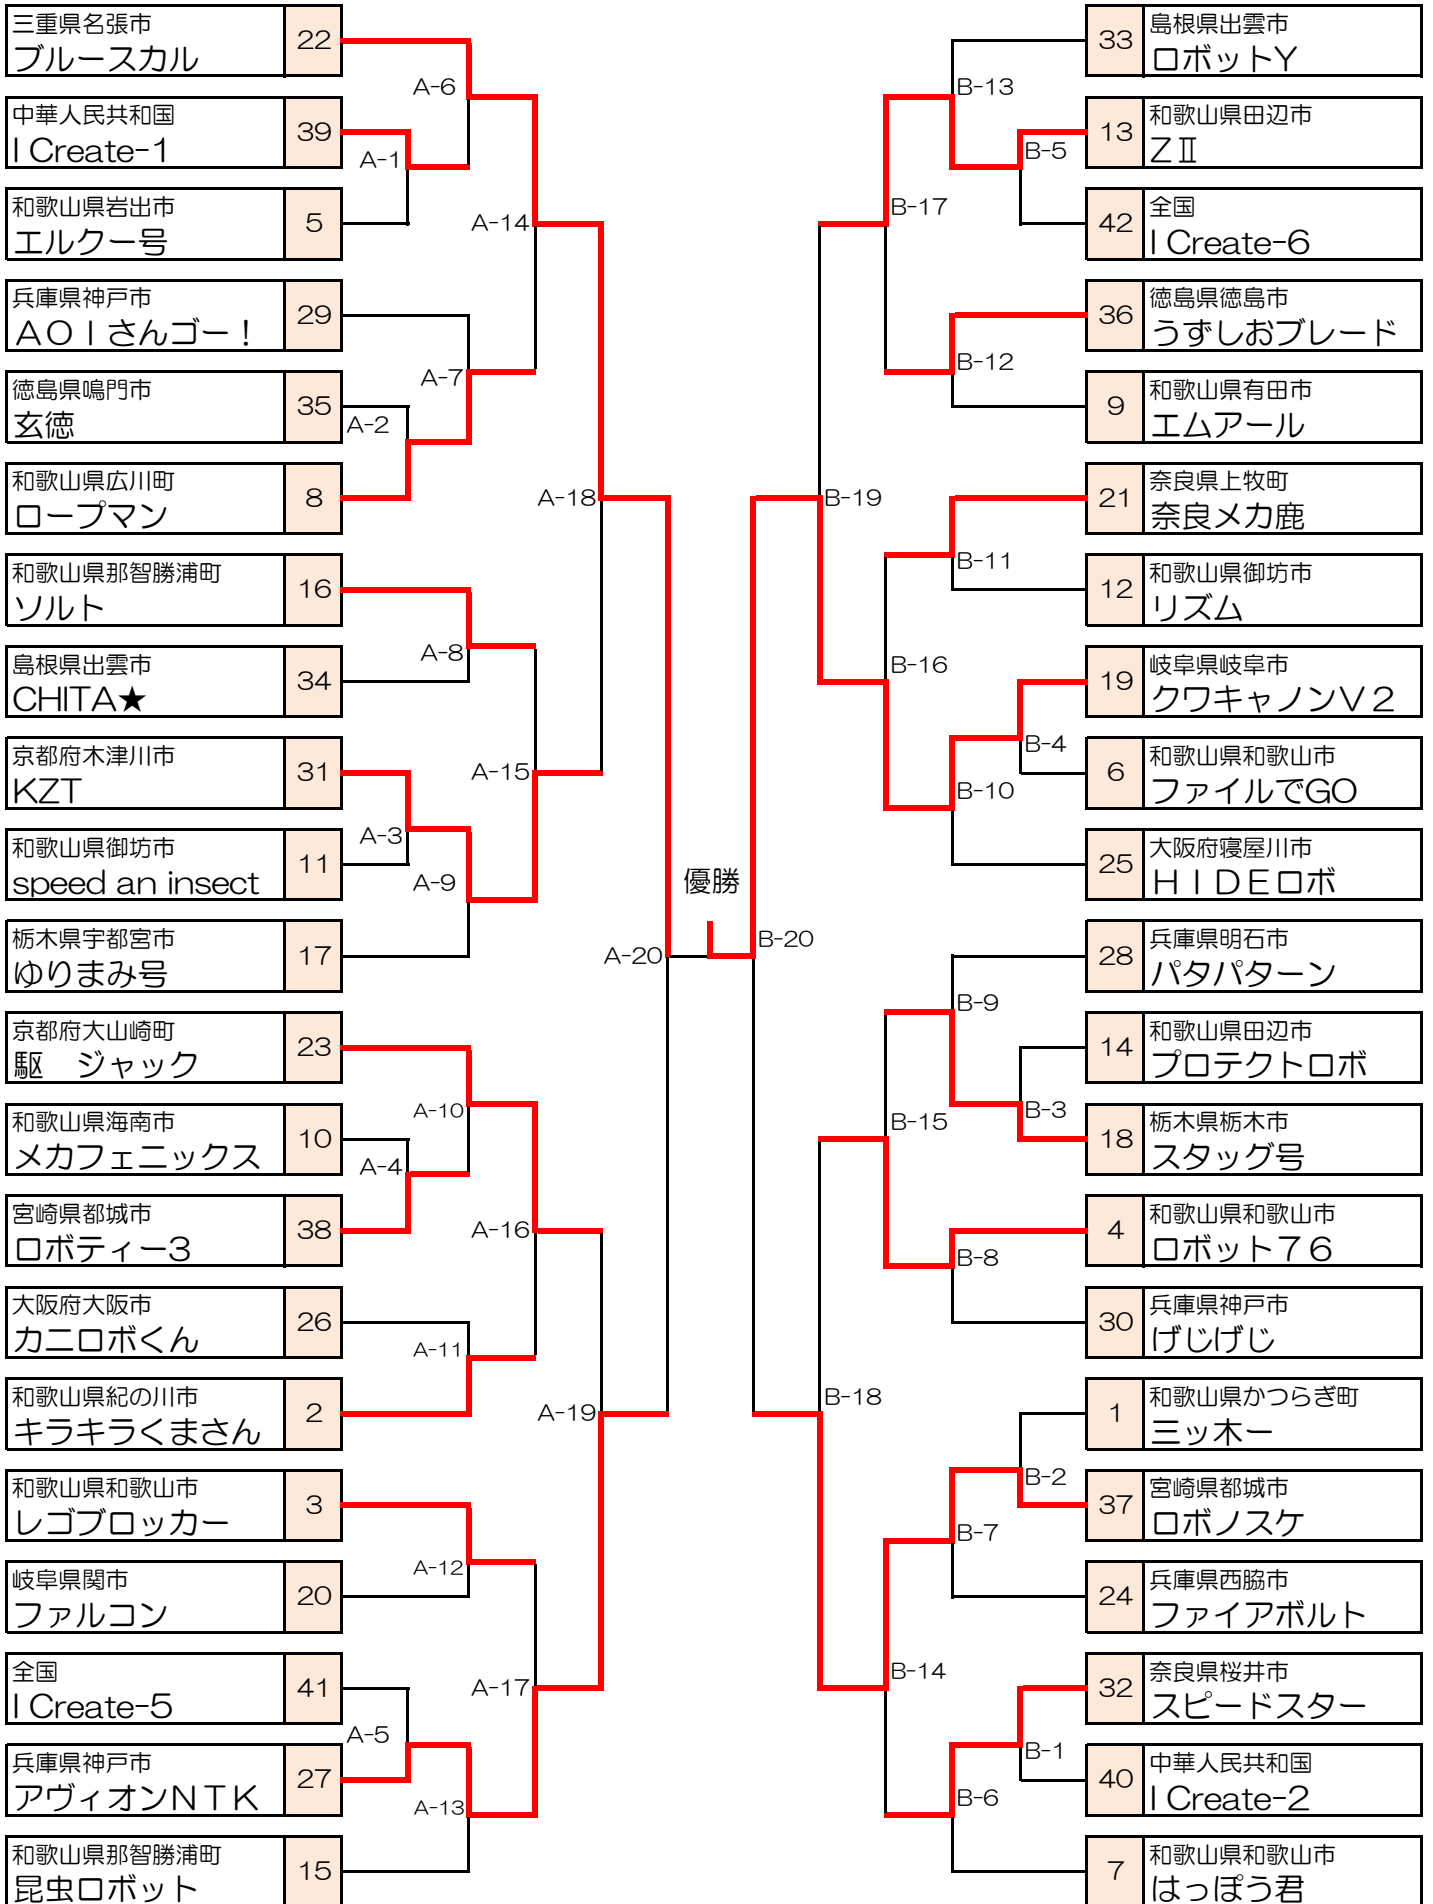 三重県名張市
ブルースカル
22
中華人民共和国
I Create-1
39
和歌山県岩出市
エルクー号
5
兵庫県神戸市
ＡＯＩさんゴー！
29
徳島県鳴門市
玄徳
35
和歌山県広川町
ロープマン
8
和歌山県那智勝浦町
ソルト
16
島根県出雲市
CHITA★
34
京都府木津川市
KZT
31
和歌山県御坊市
speed an insect
11
栃木県宇都宮市
ゆりまみ号
17
京都府大山崎町
駆　ジャック
23
和歌山県海南市
メカフェニックス
10
宮崎県都城市
ロボティー3
38
大阪府大阪市
カニロボくん
26
和歌山県紀の川市
キラキラくまさん
2
和歌山県和歌山市
レゴブロッカー
3
岐阜県関市
ファルコン
20
全国
I Create-5
41
兵庫県神戸市
アヴィオンＮＴＫ
27
和歌山県那智勝浦町
昆虫ロボット
15
A-6
A-1
A-14
A-7
A-2
A-18
A-8
A-15
A-3
A-9
A-20
A-10
A-4
A-16
A-11
A-19
A-12
A-17
A-5
A-13
優勝
B-13
B-5
B-17
B-12
B-19
B-11
B-16
B-4
B-10
B-20
B-9
B-3
B-15
B-8
B-18
B-2
B-7
B-14
B-1
B-6
33
島根県出雲市
ロボットY
13
和歌山県田辺市
ＺⅡ
42
全国
I Create-6
36
徳島県徳島市
うずしおブレード
9
和歌山県有田市
エムアール
21
奈良県上牧町
奈良メカ鹿
12
和歌山県御坊市
リズム
19
岐阜県岐阜市
クワキャノンＶ２
6
和歌山県和歌山市
ファイルでGO
25
大阪府寝屋川市
ＨＩＤＥロボ
28
兵庫県明石市
パタパターン
14
和歌山県田辺市
プロテクトロボ
18
栃木県栃木市
スタッグ号
4
和歌山県和歌山市
ロボット７６
30
兵庫県神戸市
げじげじ
1
和歌山県かつらぎ町
三ッ木ー
37
宮崎県都城市
ロボノスケ
24
兵庫県西脇市
ファイアボルト
32
奈良県桜井市
スピードスター
40
中華人民共和国
I Create-2
7
和歌山県和歌山市
はっぽう君